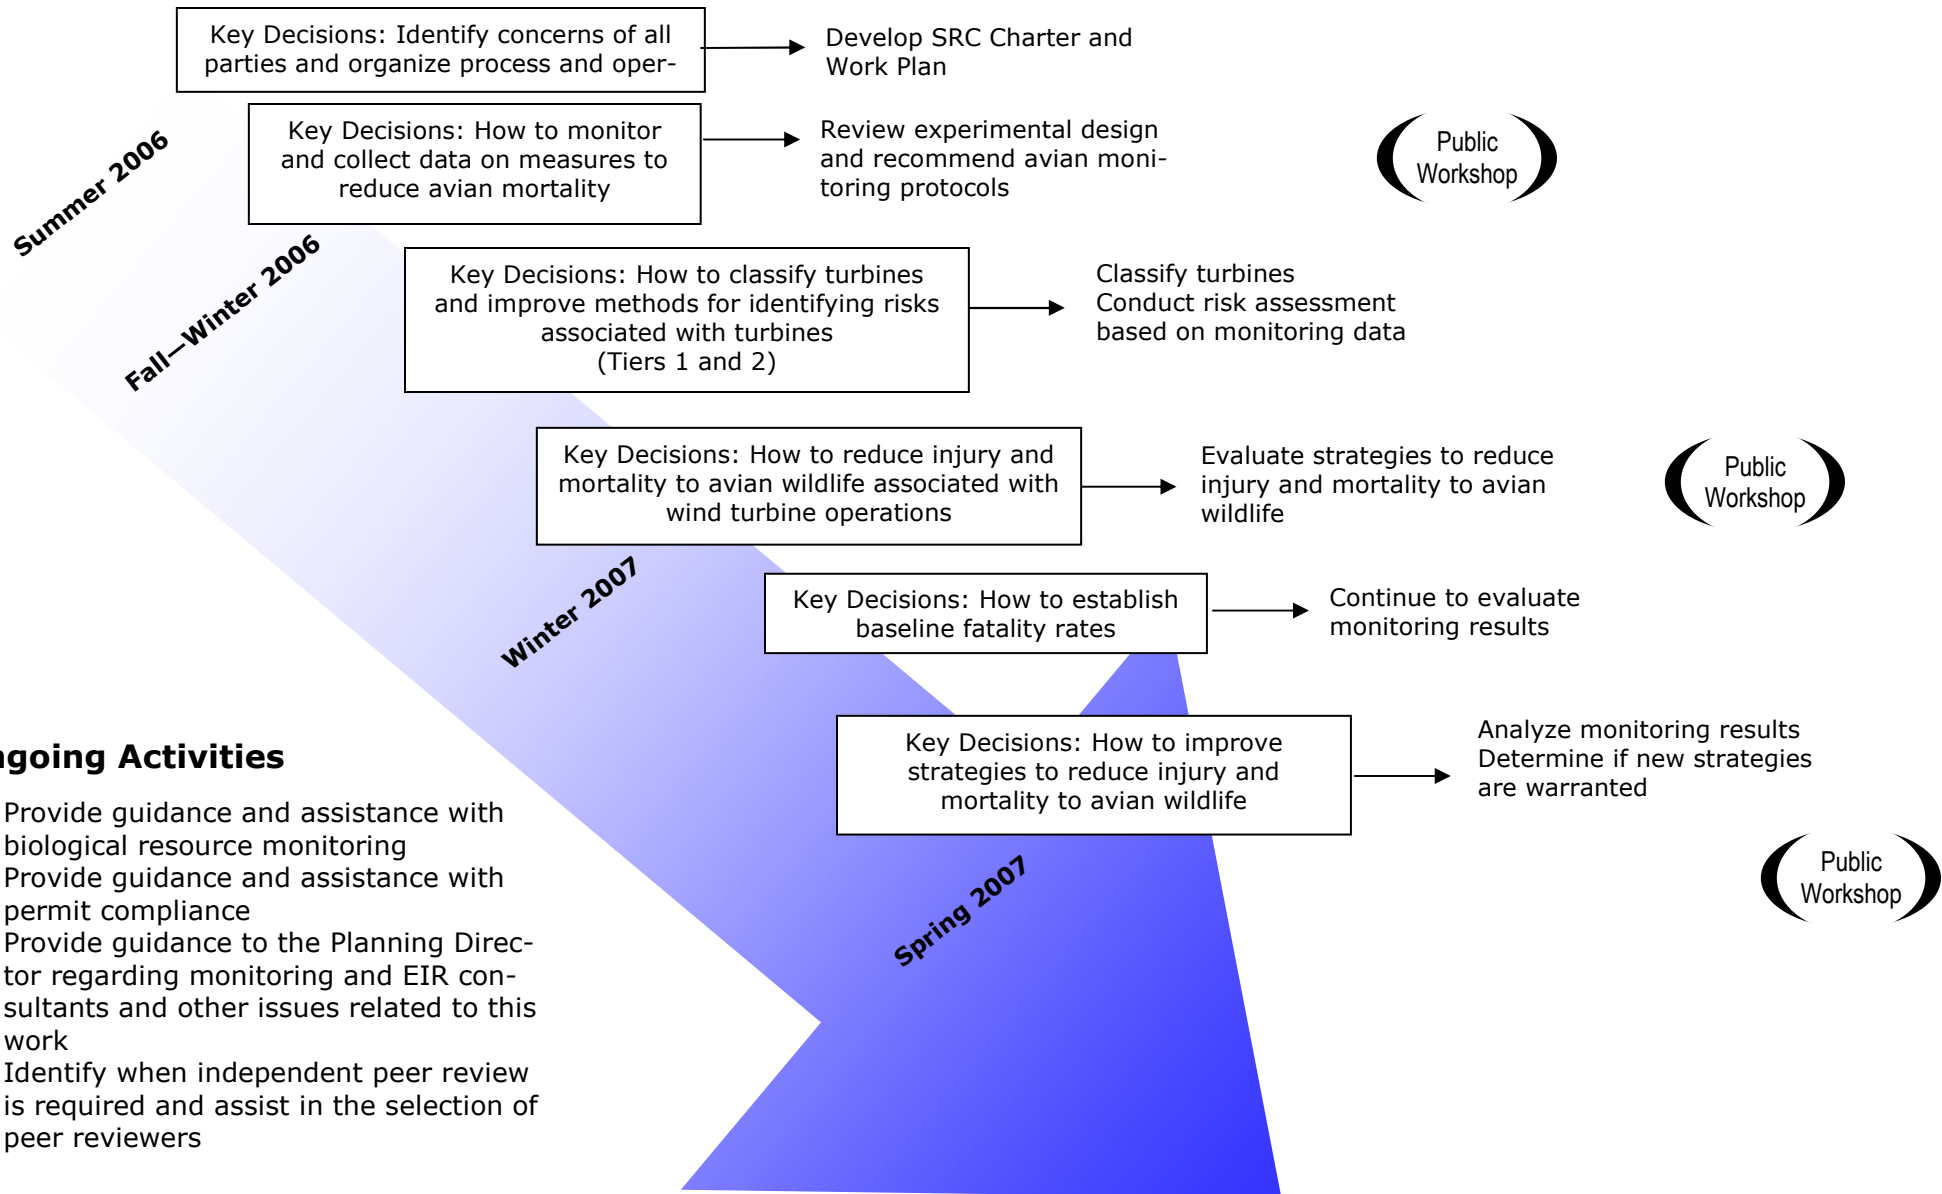 Key Decisions: Identify concerns of all
parties and organize process and oper-
Develop SRC Charter and
Work Plan
Summer 2006
Key Decisions: How to monitor
and collect data on measures to
reduce avian mortality
Review experimental design
and recommend avian moni-
toring protocols
Public
Workshop
Fall—Winter 2006
Key Decisions: How to classify turbines
and improve methods for identifying risks
associated with turbines
(Tiers 1 and 2)
Classify turbines
Conduct risk assessment
based on monitoring data
Key Decisions: How to reduce injury and
mortality to avian wildlife associated with
wind turbine operations
Evaluate strategies to reduce
injury and mortality to avian
wildlife
Public
Workshop
Winter 2007
Key Decisions: How to establish
baseline fatality rates
Continue to evaluate
monitoring results
Key Decisions: How to improve
strategies to reduce injury and
mortality to avian wildlife
Analyze monitoring results
Determine if new strategies
are warranted
Public
Workshop
Spring 2007
ngoing Activities
Provide guidance and assistance with
biological resource monitoring
Provide guidance and assistance with
permit compliance
Provide guidance to the Planning Direc-
tor regarding monitoring and EIR con-
sultants and other issues related to this
work
Identify when independent peer review
is required and assist in the selection of
peer reviewers